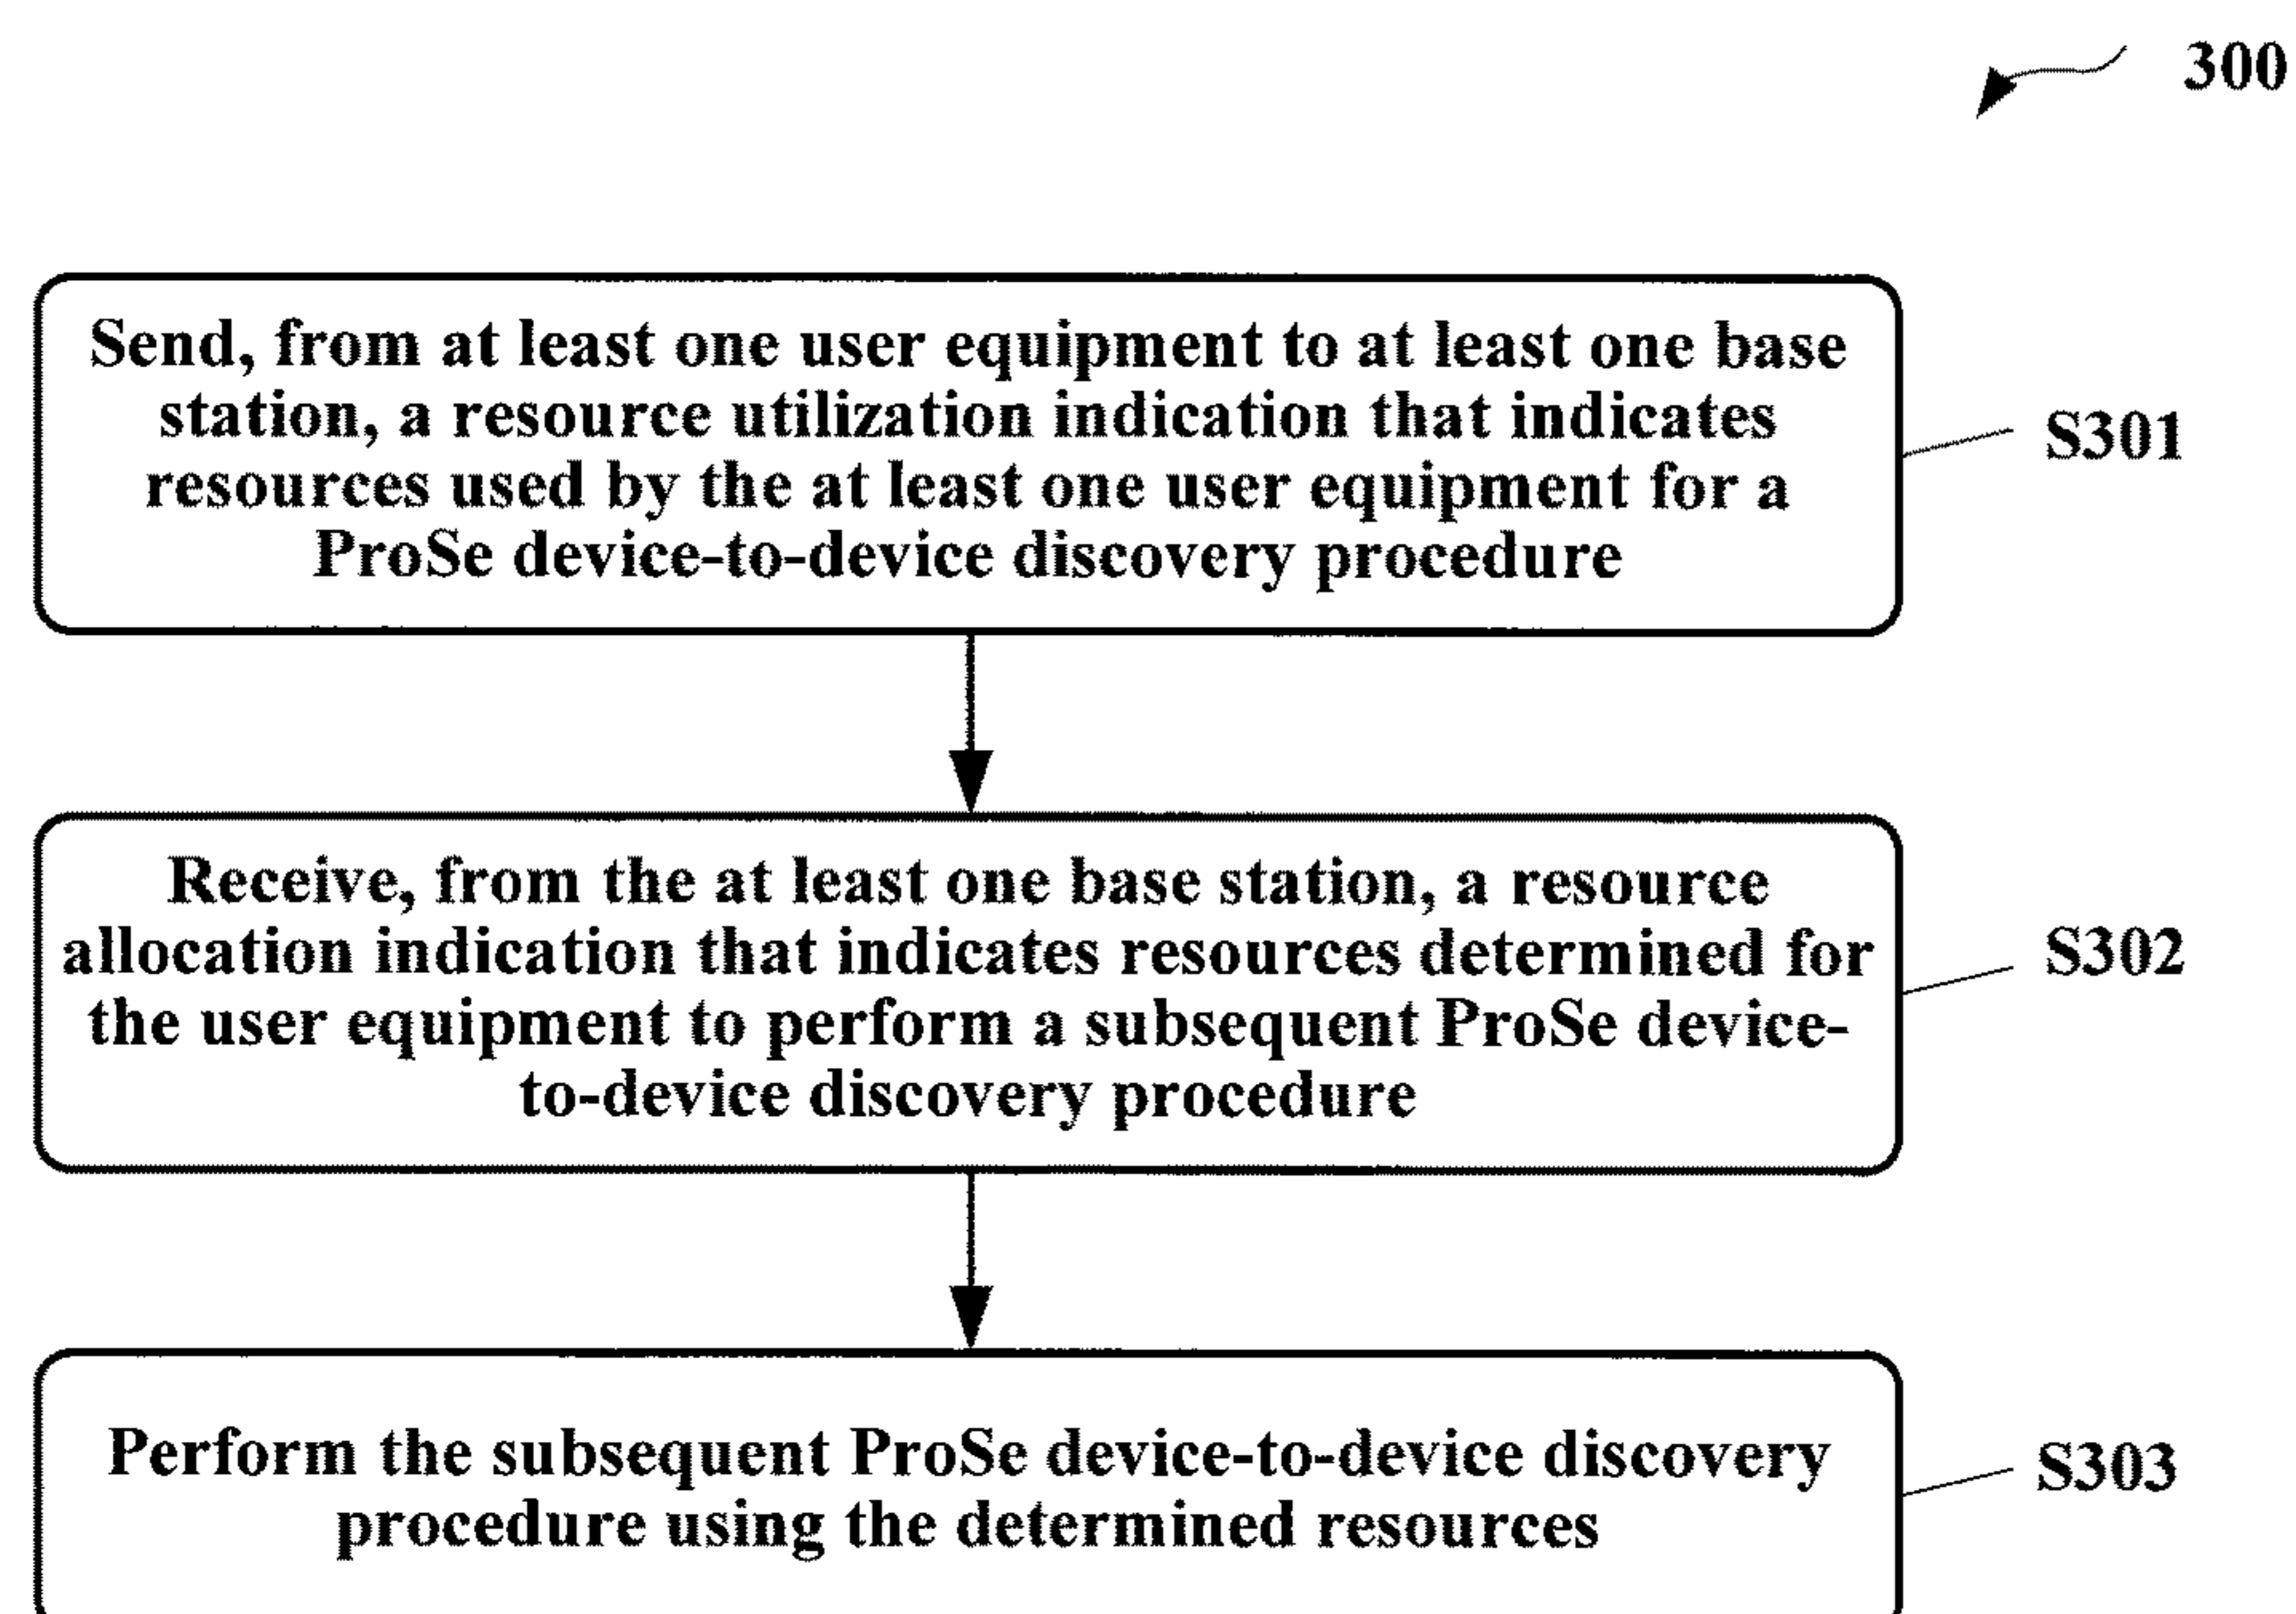 300
Send, from at least one user equipment to at least one base
station, a resource utilization indication that indicates
resources used by the at least one user equipment for a
ProSe device-to-device discovery procedure
S301
Receive, from the at least one base station, a resource
allocation indication that indicates resources determined for
the user equipment to perform a subsequent ProSe device-
to-device discovery procedure
S302
Perform the subsequent ProSe device-to-device discovery
procedure using the determined resources
S303